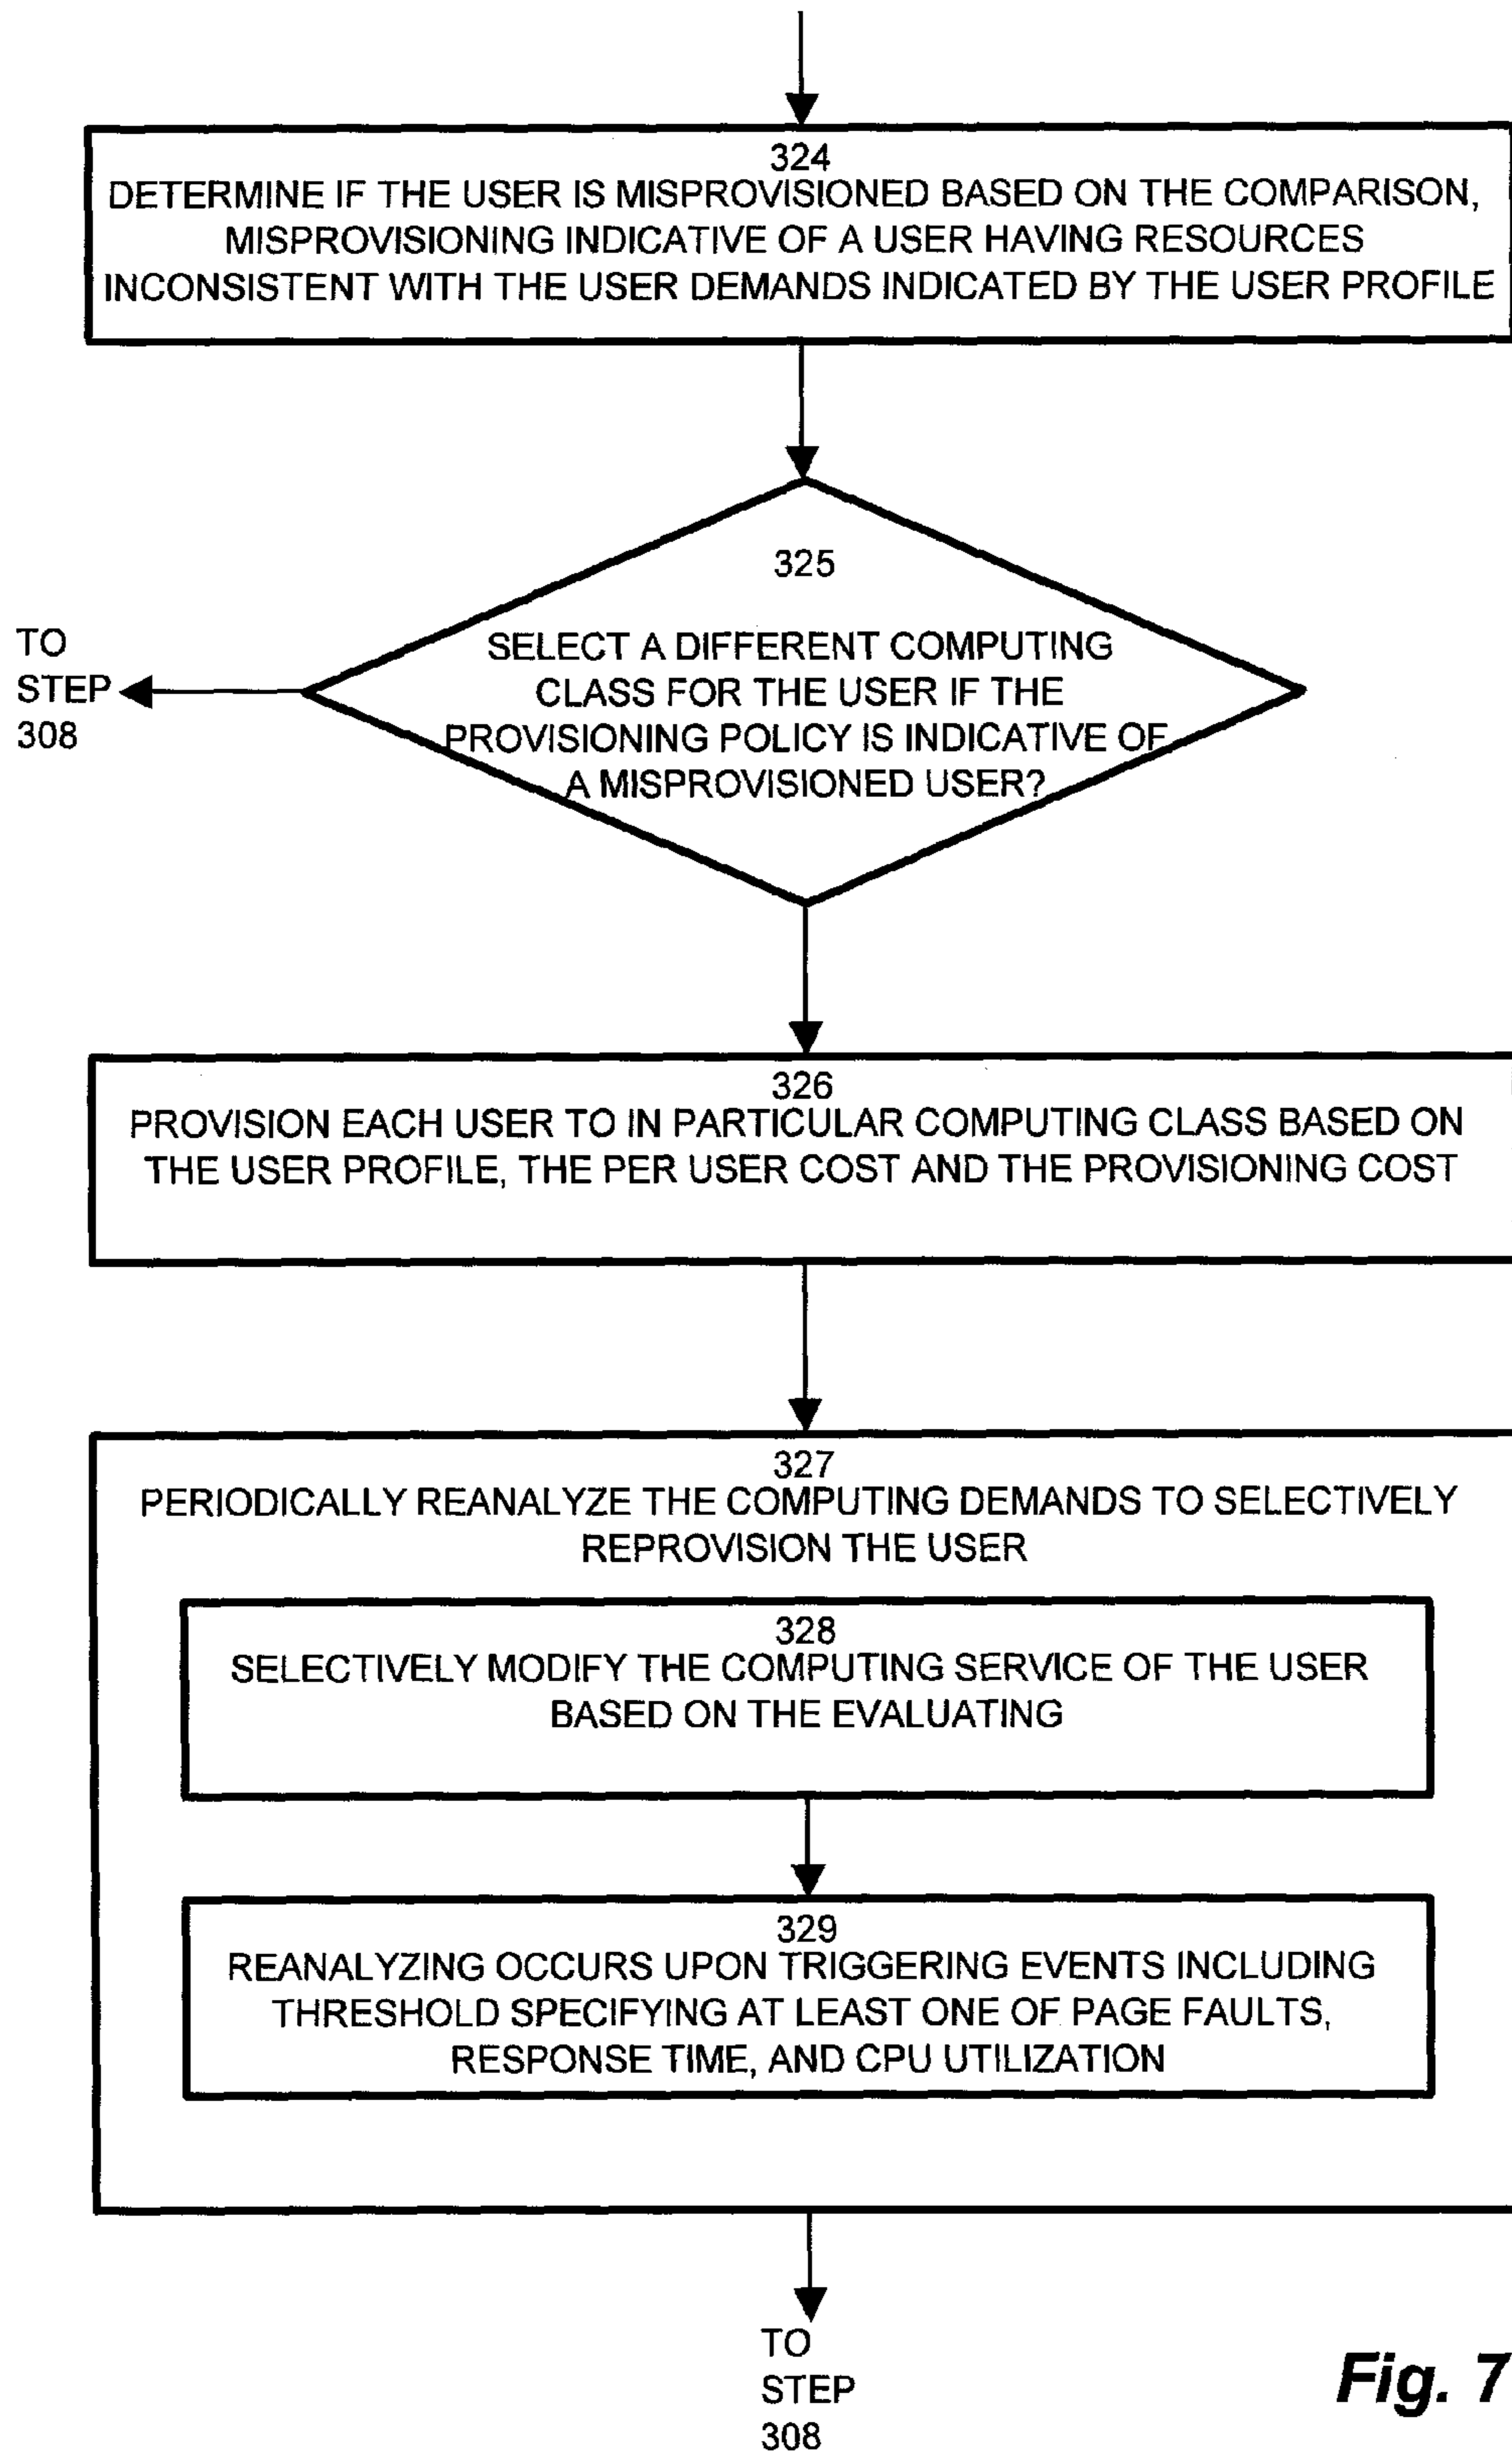 324
DETERMINE IF THE USER IS MISPROVISIONED BASED ON THE COMPARISON,
MISPROVISIONING INDICATIVE OF A USER HAVING RESOURCES
INCONSISTENT WITH THE USER DEMANDS INDICATED BY THE USER PROFILE
325
SELECT A DIFFERENT COMPUTING
CLASS FOR THE USER IF THE
PROVISIONING POLICY IS INDICATIVE OF
A MISPROVISIONED USER?
TO
STEP
308
326
PROVISION EACH USER TO IN PARTICULAR COMPUTING CLASS BASED ON
THE USER PROFILE, THE PER USER COST AND THE PROVISIONING COST
327
PERIODICALLY REANALYZE THE COMPUTING DEMANDS TO SELECTIVELY
REPROVISION THE USER
328
SELECTIVELY MODIFY THE COMPUTING SERVICE OF THE USER
BASED ON THE EVALUATING
329
REANALYZING OCCURS UPON TRIGGERING EVENTS INCLUDING
THRESHOLD SPECIFYING AT LEAST ONE OF PAGE FAULTS,
RESPONSE TIME, AND CPU UTILIZATION
TO
STEP
308
Fig. 7